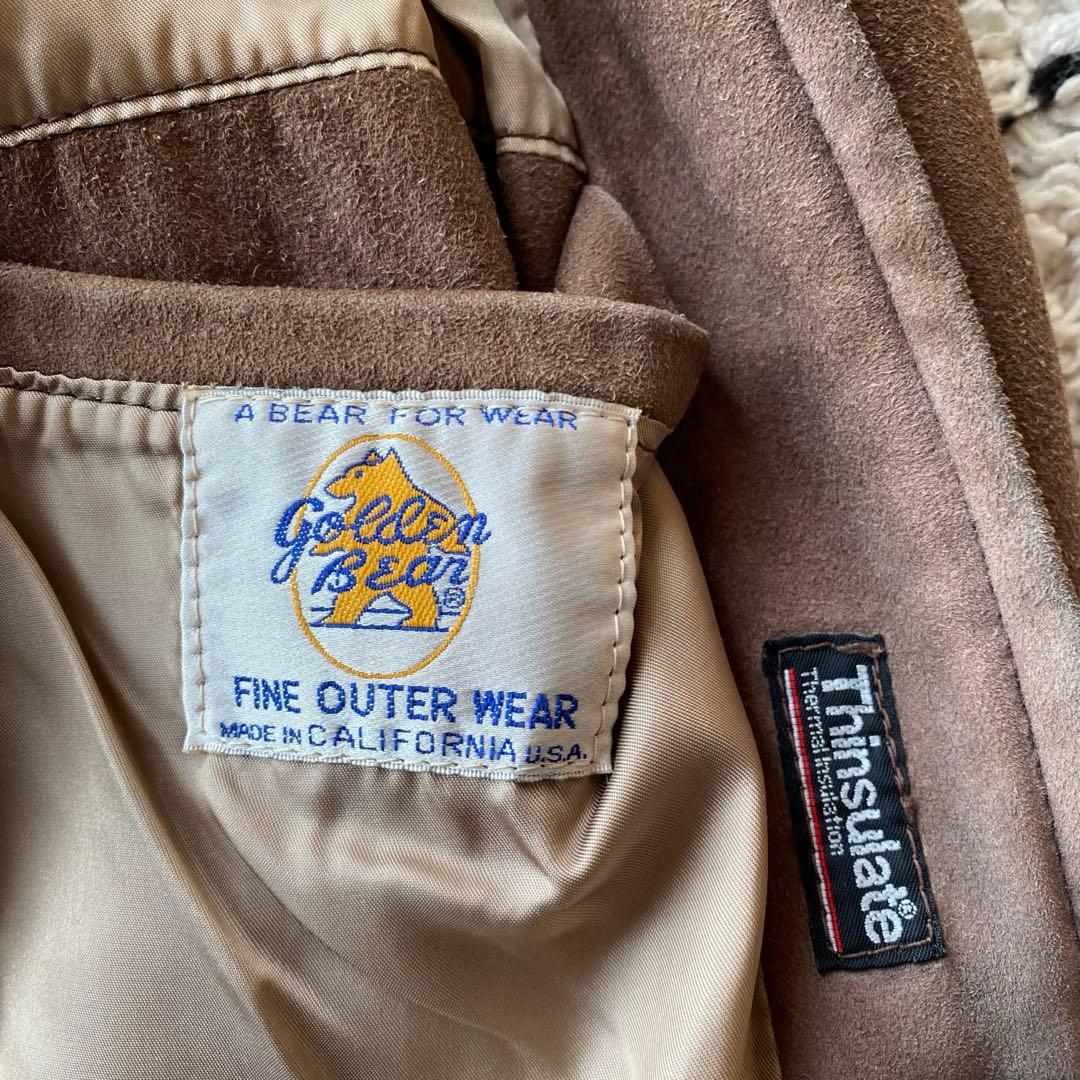 A BEAR FOR WEAR
Golden
Bear®
FINE OUTER WEAR
MADE IN CALIFORNIA U.S.A.
Thinsulate®
Thermal Insulation